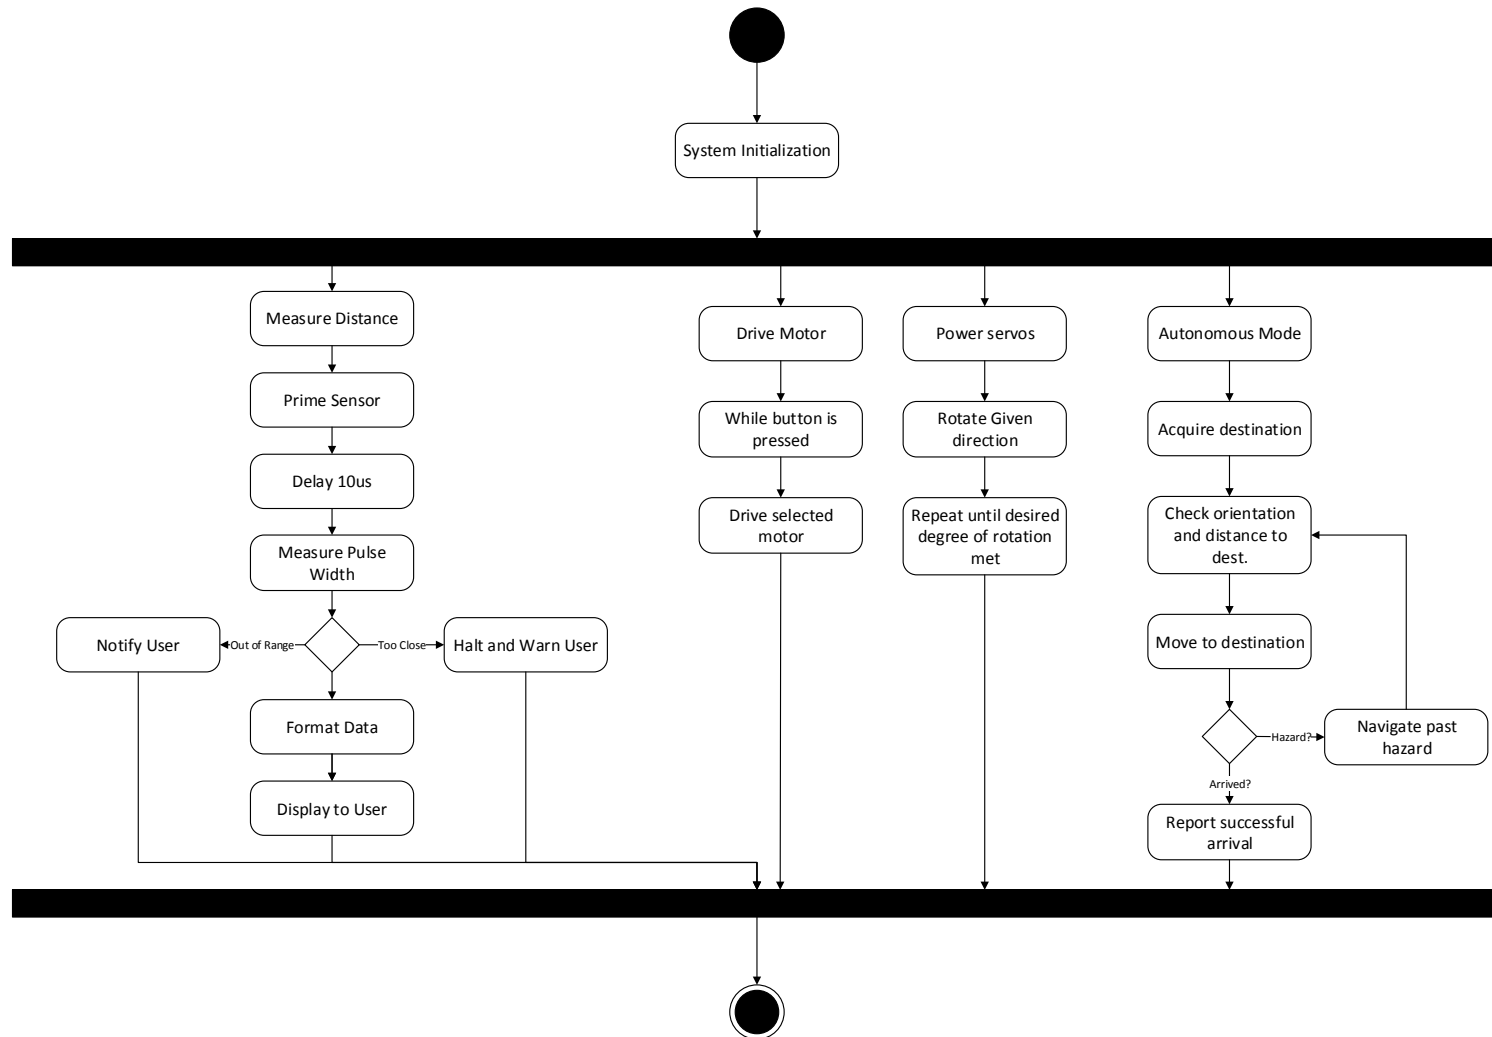 System Initialization
Measure Distance
Prime Sensor
Delay 10us
Measure Pulse
Width
Notify User
Out of Range
Too Close
Halt and Warn User
Format Data
Display to User
Drive Motor
While button is
pressed
Drive selected
motor
Power servos
Rotate Given
direction
Repeat until desired
degree of rotation
met
Autonomous Mode
Acquire destination
Check orientation
and distance to
dest.
Move to destination
Hazard?
Navigate past
hazard
Arrived?
Report successful
arrival